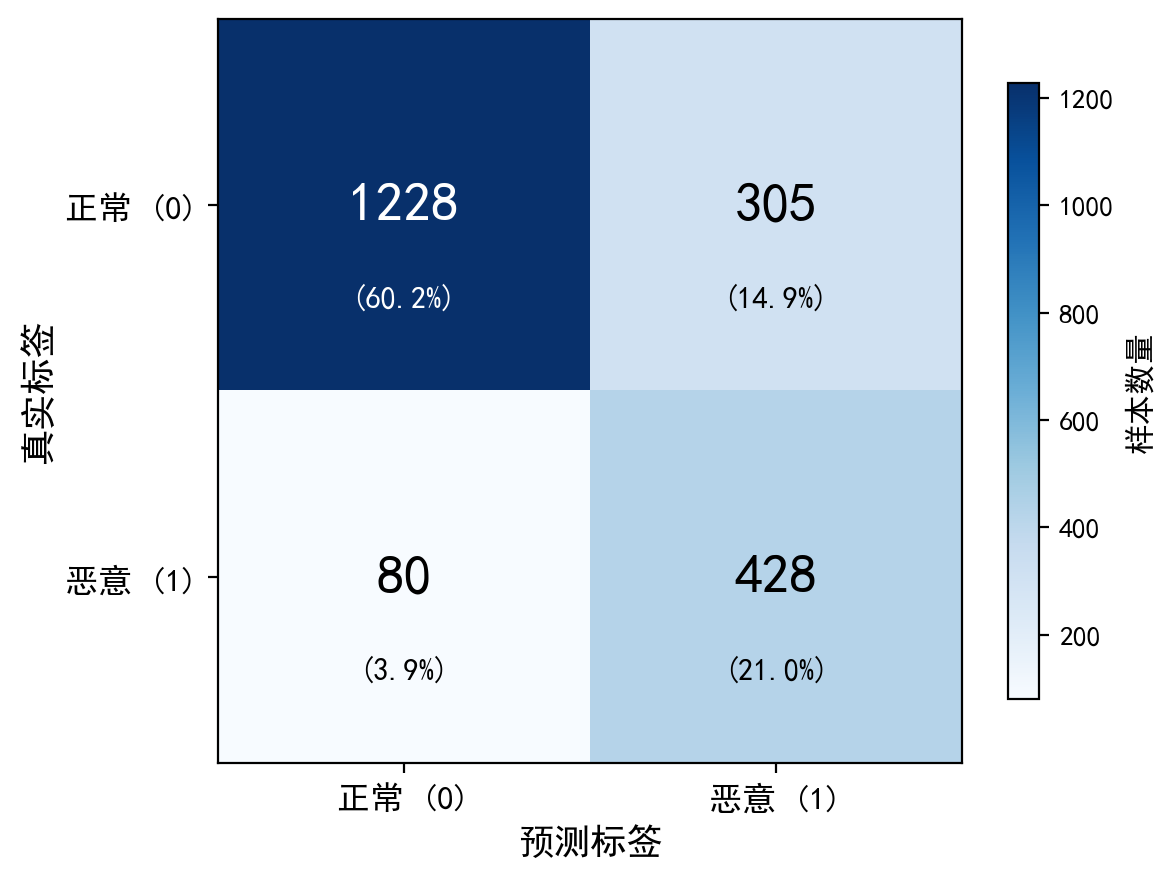 正常 (0)
1228
(60.2%)
305
(14.9%)
恶意 (1)
80
(3.9%)
428
(21.0%)
正常 (0)
恶意 (1)
预测标签
真实标签
1200
1000
800
600
400
200
样本数量